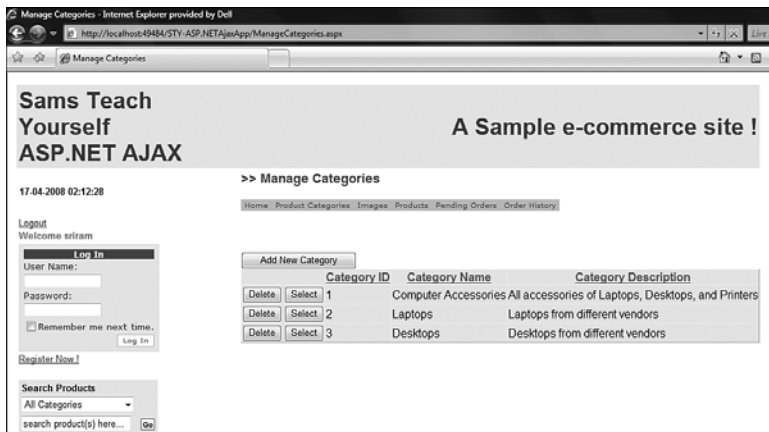 Manage Categories - Internet Explorer provided by Dell
http://localhost:49484/STY-ASP.NETAjaxApp/ManageCategories.aspx
Live
Manage Categories
Sams Teach
Yourself
ASP.NET AJAX
A Sample e-commerce site !
17-04-2008 02:12:28
>> Manage Categories
Home Product Categories Images Products Pending Orders Order History
Logout
Welcome sriram
Log In
User Name:
Password:
Remember me next time.
Log In
Register Now !
Search Products
All Categories
search product(s) here... Go
Add New Category
Category ID Category Name Category Description
Delete Select 1 Computer Accessories All accessories of Laptops, Desktops, and Printers
Delete Select 2 Laptops Laptops from different vendors
Delete Select 3 Desktops Desktops from different vendors